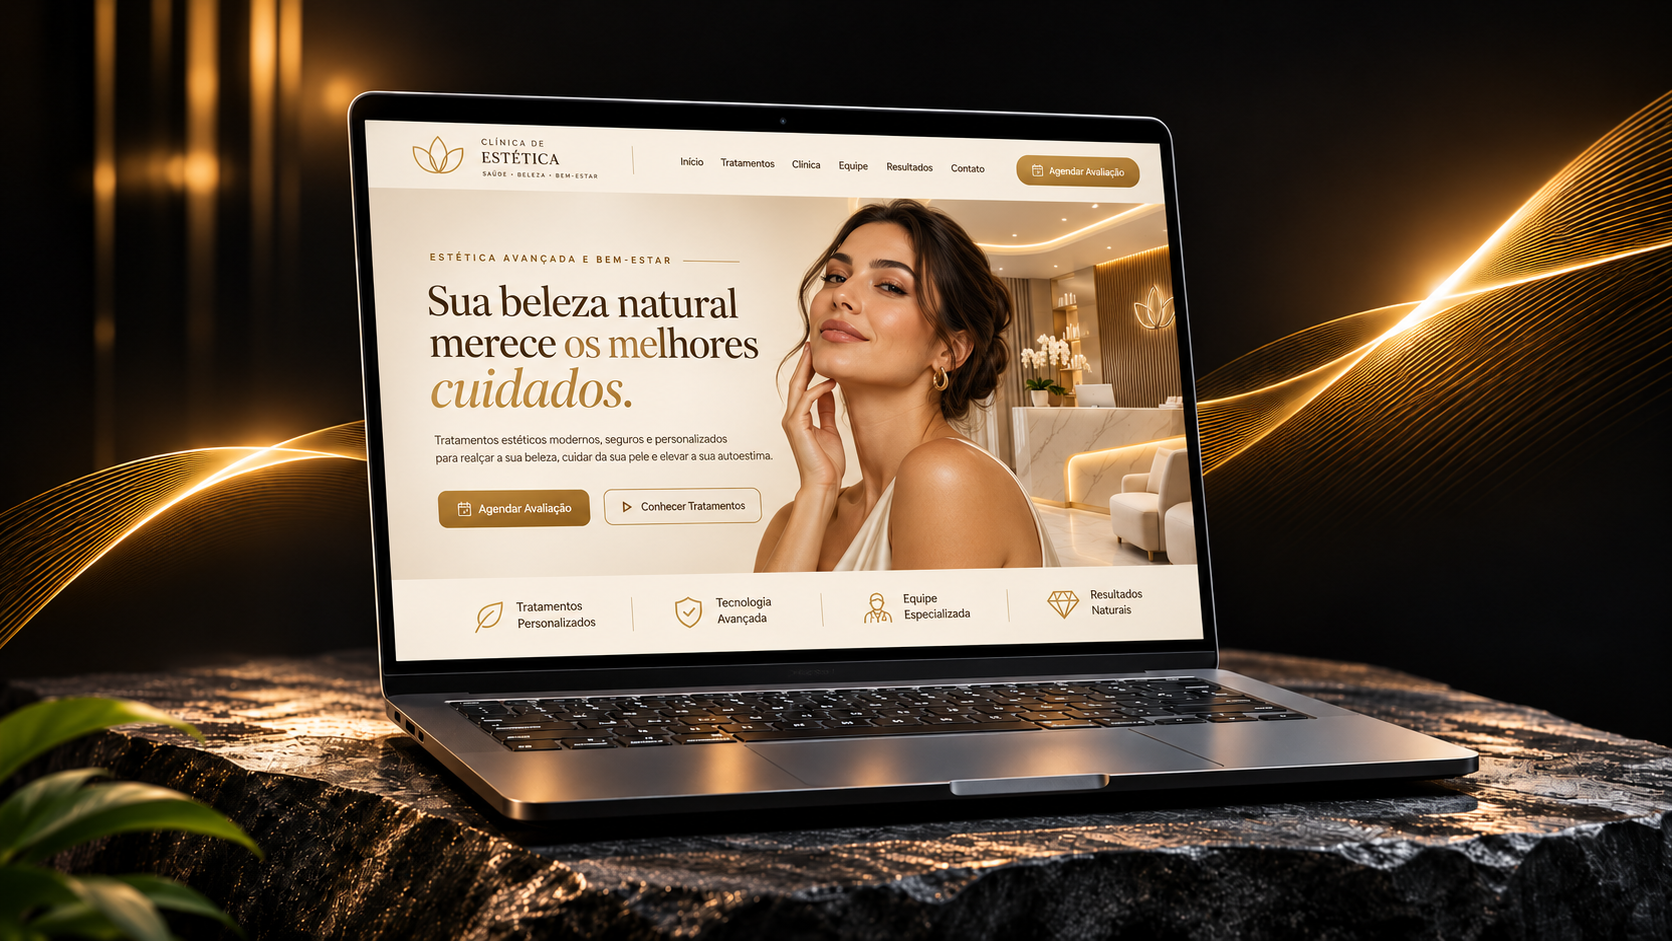 CLÍNICA DE
ESTÉTICA
SAÚDE • BELEZA • BEM-ESTAR
Início
Tratamentos
Clínica
Equipe
Resultados
Contato
Agendar Avaliação
ESTÉTICA AVANÇADA E BEM-ESTAR
Sua beleza natural
merece os melhores
cuidados.
Tratamentos estéticos modernos, seguros e personalizados
para realçar a sua beleza, cuidar da sua pele e elevar a sua autoestima.
Agendar Avaliação
Conhecer Tratamentos
Tratamentos
Personalizados
Tecnologia
Avançada
Equipe
Especializada
Resultados
Naturais